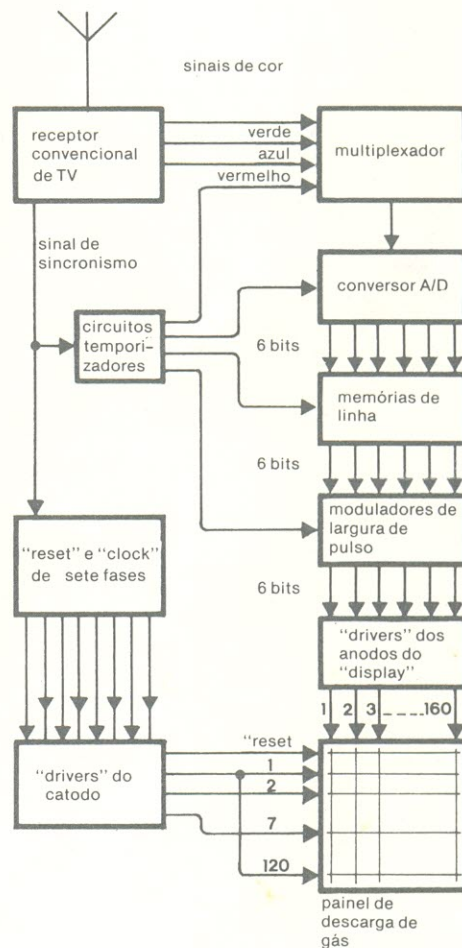 sinais de cor
receptor
convencional
de TV
verde
azul
vermelho
multiplexador
sinal de
sincronismo
circuitos
tempori-
zadores
conversor A/D
6 bits
memórias de
linha
6 bits
moduladores de
largura de
pulso
"reset" e "clock"
de sete fases
6 bits
"drivers" dos
anodos do
"display"
1 2 3 ----- 160
"drivers" do
catodo
"reset
1
2
7
120
painel de
descarga de
gás